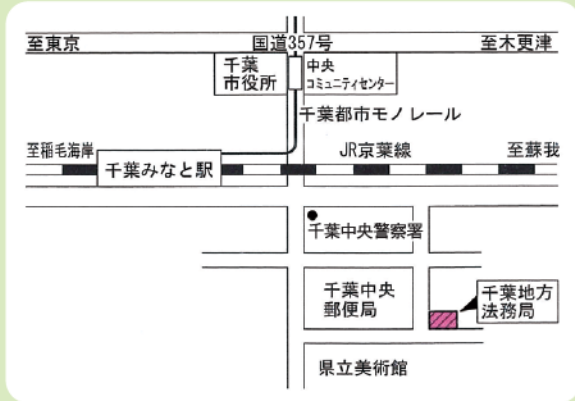 至東京
国道357号
至木更津
千葉
市役所
中央
コミュニティセンター
千葉都市モノレール
至稲毛海岸
JR京葉線
至蘇我
千葉みなと駅
千葉中央警察署
千葉中央
郵便局
千葉地方
法務局
県立美術館